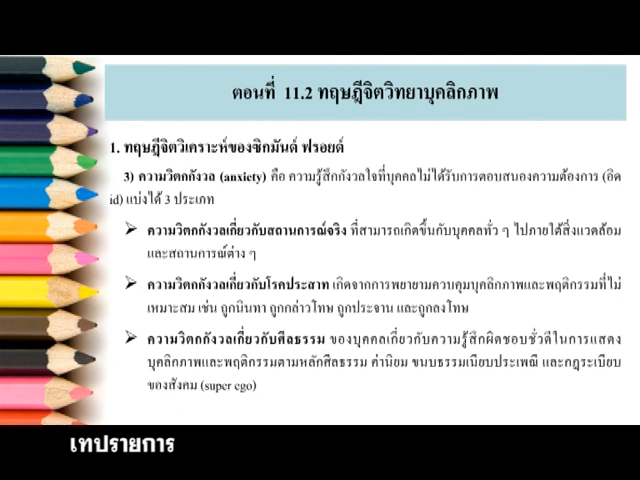 ตอนที่ 11.2 ทฤษฎีจิตวิทยาบุคลิกภาพ
1. ทฤษฎีจิตวิเคราะห์ของซิกมันต์ ฟรอยต์
3) ความวิตกกังวล (anxiety) คือ ความรู้สึกกังวลใจที่บุคคลไม่ได้รับการตอบสนองความต้องการ (อิด
id) แบ่งได้ 3 ประเภท
➢ ความวิตกกังวลเกี่ยวกับสถานการณ์จริง ที่สามารถเกิดขึ้นกับบุคคลทั่ว ๆ ไปภายใต้สิ่งแวดล้อม
และสถานการณ์ต่าง ๆ
➢ ความวิตกกังวลเกี่ยวกับโรคประสาท เกิดจากการพยายามควบคุมบุคลิกภาพและพฤติกรรมที่ไม่
เหมาะสม เช่น ถูกนินทา ถูกกล่าวโทษ ถูกประจาน และถูกลงโทษ
➢ ความวิตกกังวลเกี่ยวกับศีลธรรม ของบุคคลเกี่ยวกับความรู้สึกผิดชอบชั่วดีในการแสดง
บุคลิกภาพและพฤติกรรมตามหลักศีลธรรม ค่านิยม ขนบธรรมเนียบประเพณี และกฎระเบียบ
ของสังคม (super ego)
เทปรายการ